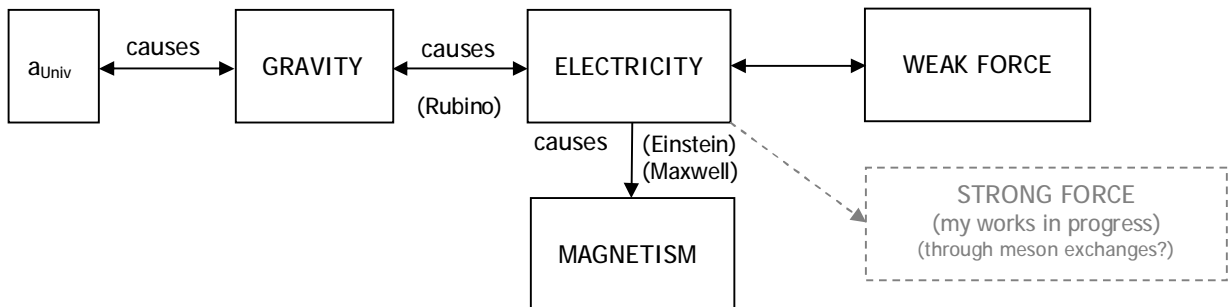 causes
causes
a_Univ
GRAVITY
ELECTRICITY
WEAK FORCE
(Rubino)
causes
(Einstein)
(Maxwell)
STRONG FORCE
(my works in progress)
(through meson exchanges?)
MAGNETISM